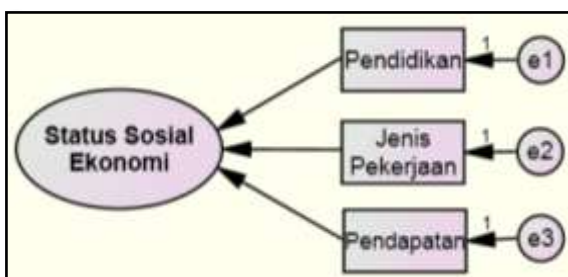 Status Sosial
Ekonomi
Pendidikan
1
e1
Jenis
Pekerjaan
1
e2
Pendapatan
1
e3